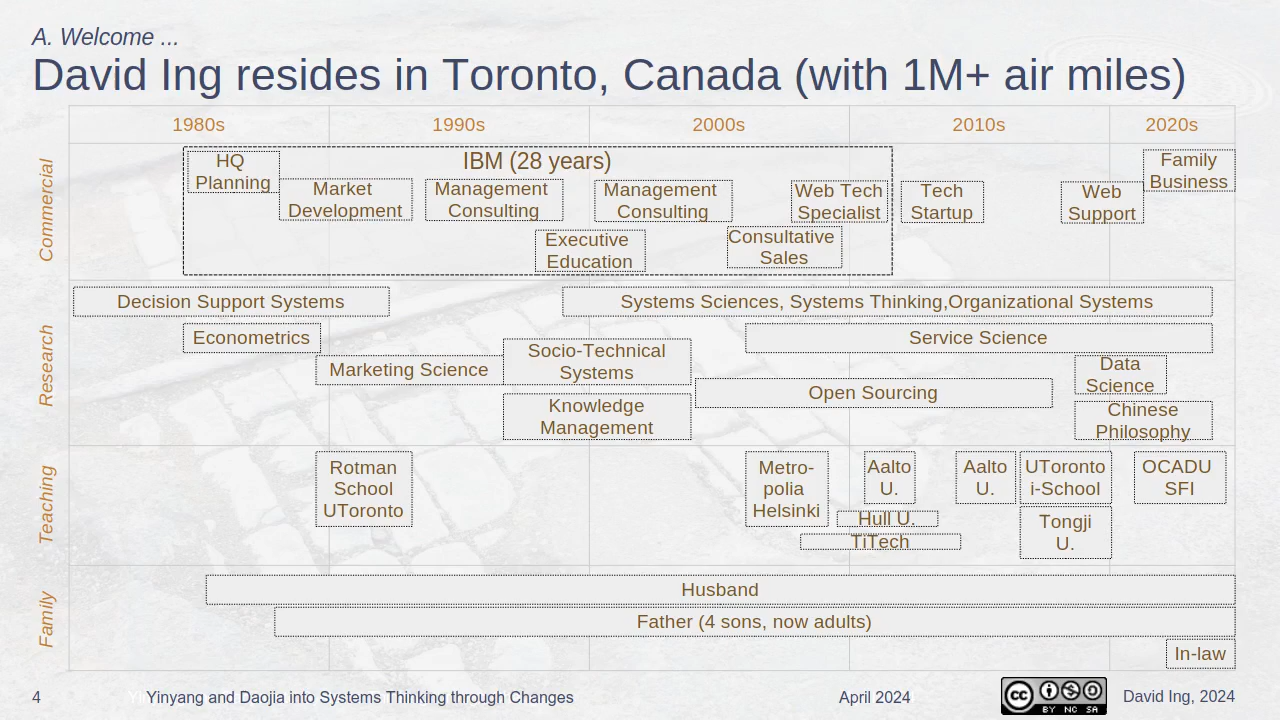 A. Welcome ...
David Ing resides in Toronto, Canada (with 1M+ air miles)
1980s
1990s
2000s
2010s
2020s
Commercial
IBM (28 years)
HQ
Planning
Market
Development
Management
Consulting
Executive
Education
Management
Consulting
Consultative
Sales
Web Tech
Specialist
Tech
Startup
Web
Support
Family
Business
Research
Decision Support Systems
Systems Sciences, Systems Thinking,Organizational Systems
Econometrics
Service Science
Marketing Science
Socio-Technical
Systems
Data
Science
Open Sourcing
Knowledge
Management
Chinese
Philosophy
Teaching
Rotman
School
UToronto
Metro-
polia
Helsinki
Aalto
U.
Hull U.
TiTech
Aalto
U.
UToronto
i-School
Tongji
U.
OCADU
SFI
Family
Husband
Father (4 sons, now adults)
In-law
4
Yinyang and Daojia into Systems Thinking through Changes
April 2024
cc
BY NC SA
David Ing, 2024